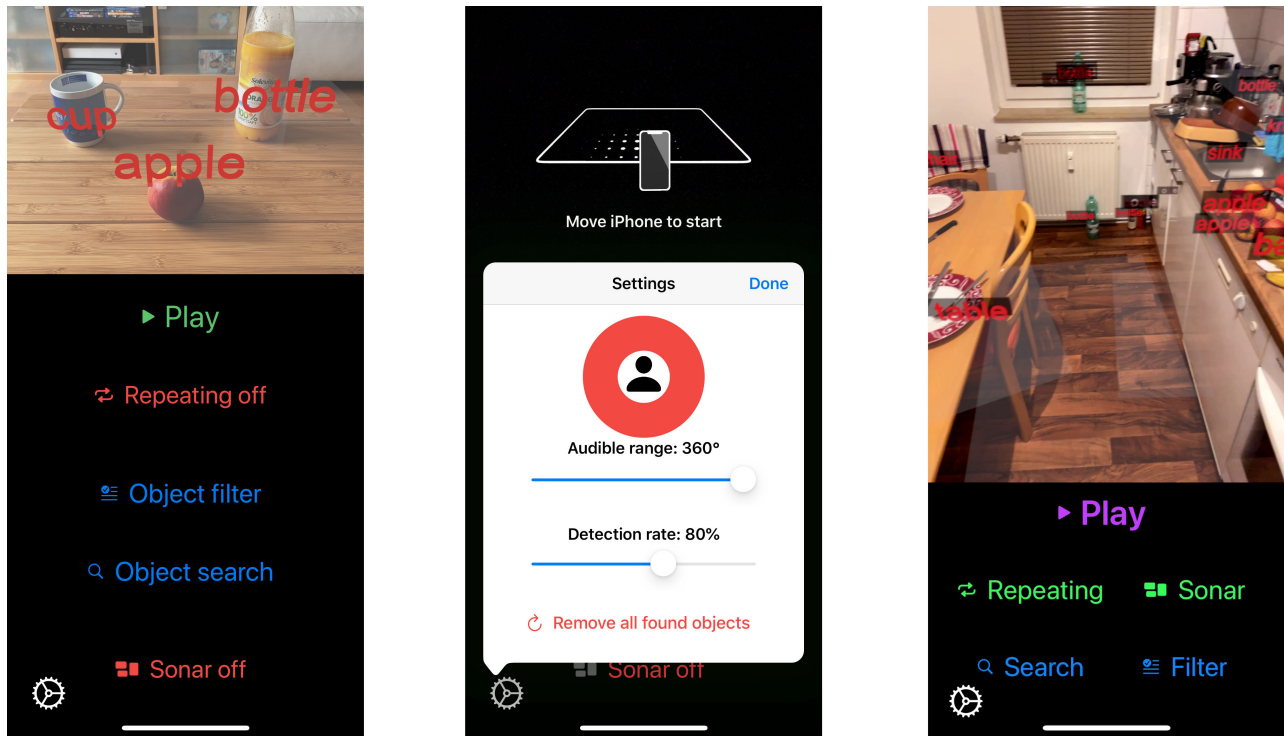 cup
bottle
apple
Play
Repeating off
Object filter
Object search
Sonar off
Move iPhone to start
Settings
Done
Audible range: 360°
Detection rate: 80%
Remove all found objects
Sonar off
bottle
bottle
sink
apple
apple
bottle
table
Play
Repeating
Sonar
Search
Filter